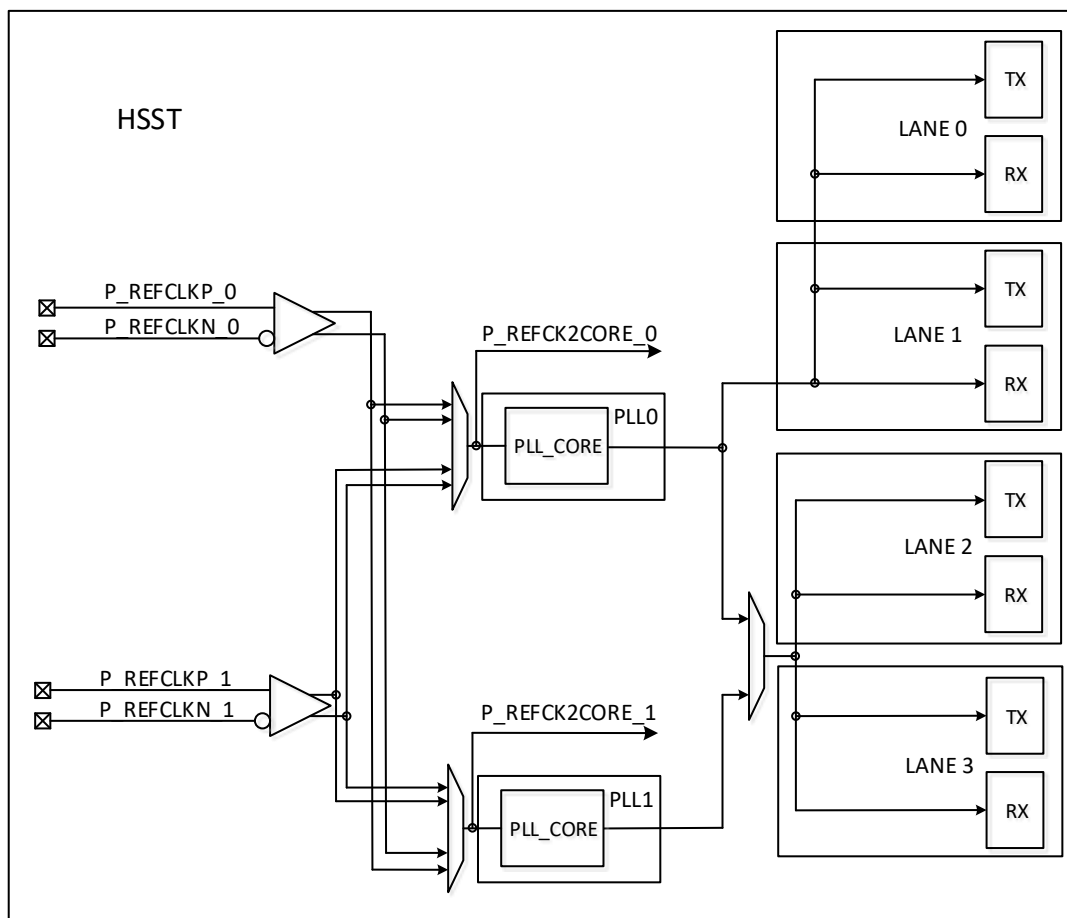 HSST
TX
LANE 0
RX
TX
LANE 1
RX
P_REFCLKP_0
P_REFCLKN_0
P_REFCK2CORE_0
PLL0
PLL_CORE
TX
LANE 2
RX
P_REFCLKP_1
P_REFCLKN_1
P_REFCK2CORE_1
PLL1
PLL_CORE
TX
LANE 3
RX